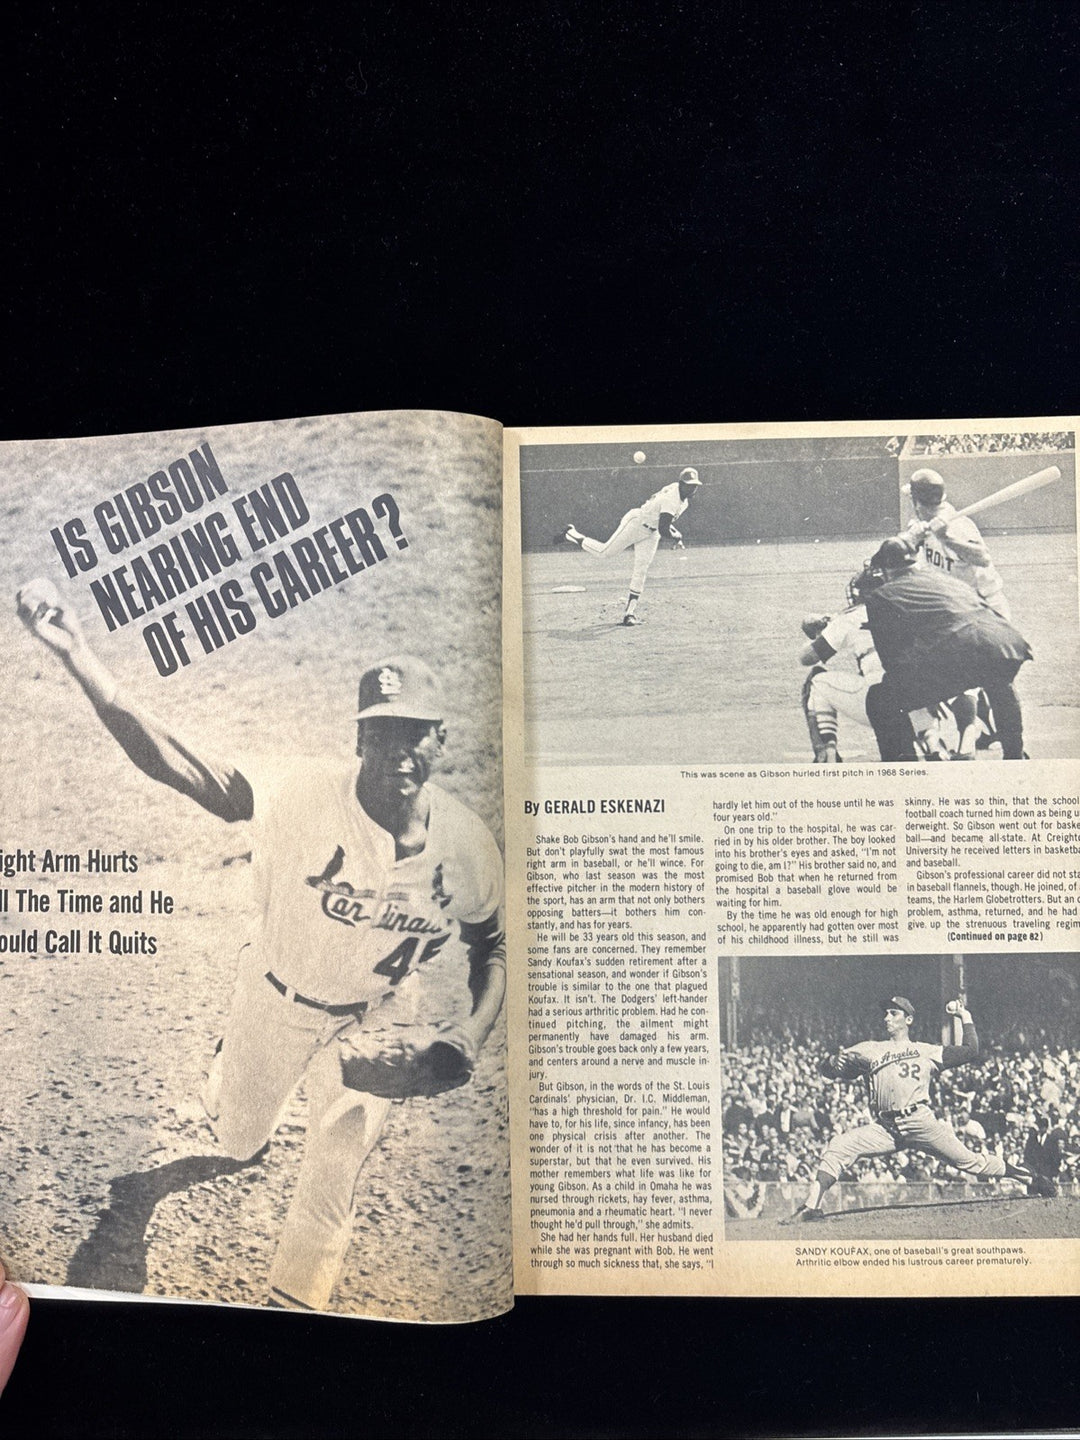 IS GIBSON
NEARING END
OF HIS CAREER?
ight Arm Hurts
ll The Time and He
ould Call It Quits
Cardinals
45
TROIT
This was scene as Gibson hurled first pitch in 1968 Series.
By GERALD ESKENAZI
Shake Bob Gibson's hand and he'll smile.
But don't playfully swat the most famous
right arm in baseball, or he'll wince. For
Gibson, who last season was the most
effective pitcher in the modern history of
the sport, has an arm that not only bothers
opposing batters—it bothers him con-
stantly, and has for years.
He will be 33 years old this season, and
some fans are concerned. They remember
Sandy Koufax's sudden retirement after a
sensational season, and wonder if Gibson's
trouble is similar to the one that plagued
Koufax. It isn't. The Dodgers' left-hander
had a serious arthritic problem. Had he con-
tinued pitching, the ailment might
permanently have damaged his arm.
Gibson's trouble goes back only a few years,
and centers around a nerve and muscle in-
jury.
But Gibson, in the words of the St. Louis
Cardinals' physician, Dr. I.C. Middleman,
"has a high threshold for pain." He would
have to, for his life, since infancy, has been
one physical crisis after another. The
wonder of it is not that he has become a
superstar, but that he even survived. His
mother remembers what life was like for
young Gibson. As a child in Omaha he was
nursed through rickets, hay fever, asthma,
pneumonia and a rheumatic heart. "I never
thought he'd pull through," she admits.
She had her hands full. Her husband died
while she was pregnant with Bob. He went
through so much sickness that, she says, "I
hardly let him out of the house until he was
four years old."
On one trip to the hospital, he was car-
ried in by his older brother. The boy looked
into his brother's eyes and asked, "I'm not
going to die, am I?" His brother said no, and
promised Bob that when he returned from
the hospital a baseball glove would be
waiting for him.
By the time he was old enough for high
school, he apparently had gotten over most
of his childhood illness, but he still was
skinny. He was so thin, that the school
football coach turned him down as being u
derweight. So Gibson went out for baske
ball—and became all-state. At Creighto
University he received letters in basketba
and baseball.
Gibson's professional career did not sta
in baseball flannels, though. He joined, of
teams, the Harlem Globetrotters. But an
problem, asthma, returned, and he had
give up the strenuous traveling regim
(Continued on page 82)
Los Angeles
32
SANDY KOUFAX, one of baseball's great southpaws.
Arthritic elbow ended his lustrous career prematurely.